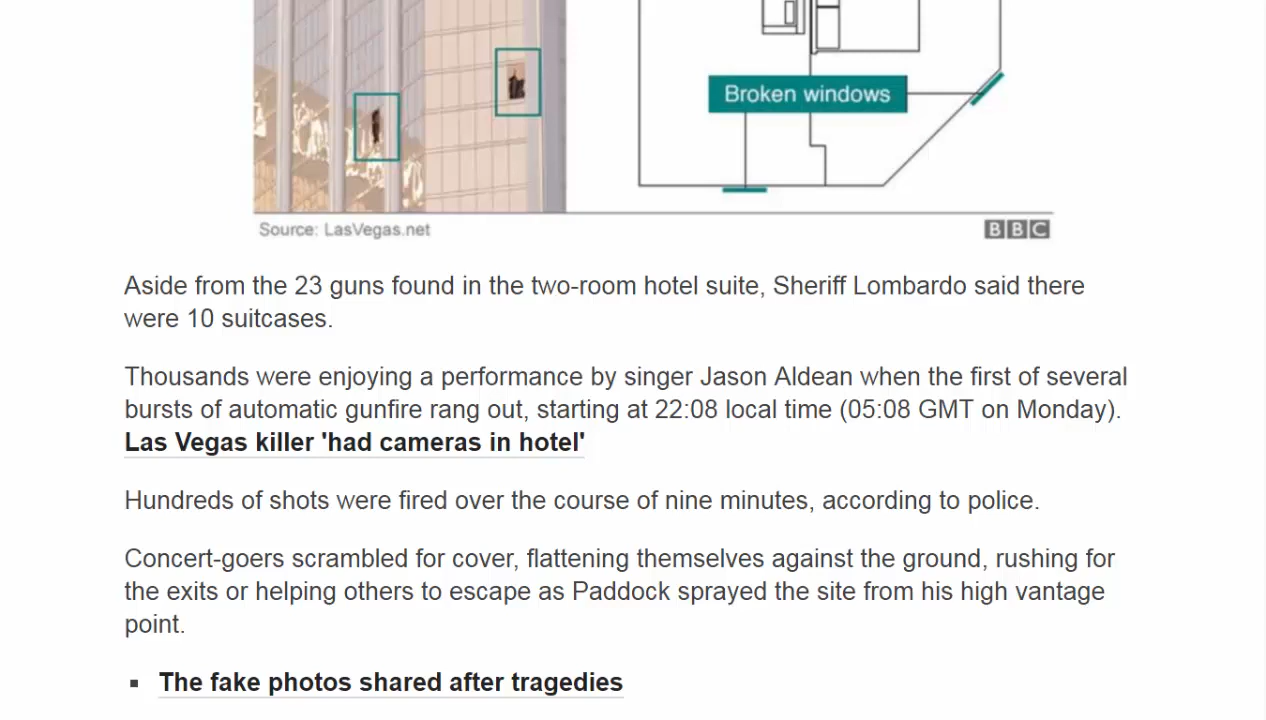 Broken windows
Source: LasVegas.net
BBC
Aside from the 23 guns found in the two-room hotel suite, Sheriff Lombardo said there
were 10 suitcases.
Thousands were enjoying a performance by singer Jason Aldean when the first of several
bursts of automatic gunfire rang out, starting at 22:08 local time (05:08 GMT on Monday).
Las Vegas killer 'had cameras in hotel'
Hundreds of shots were fired over the course of nine minutes, according to police.
Concert-goers scrambled for cover, flattening themselves against the ground, rushing for
the exits or helping others to escape as Paddock sprayed the site from his high vantage
point.
▪ The fake photos shared after tragedies